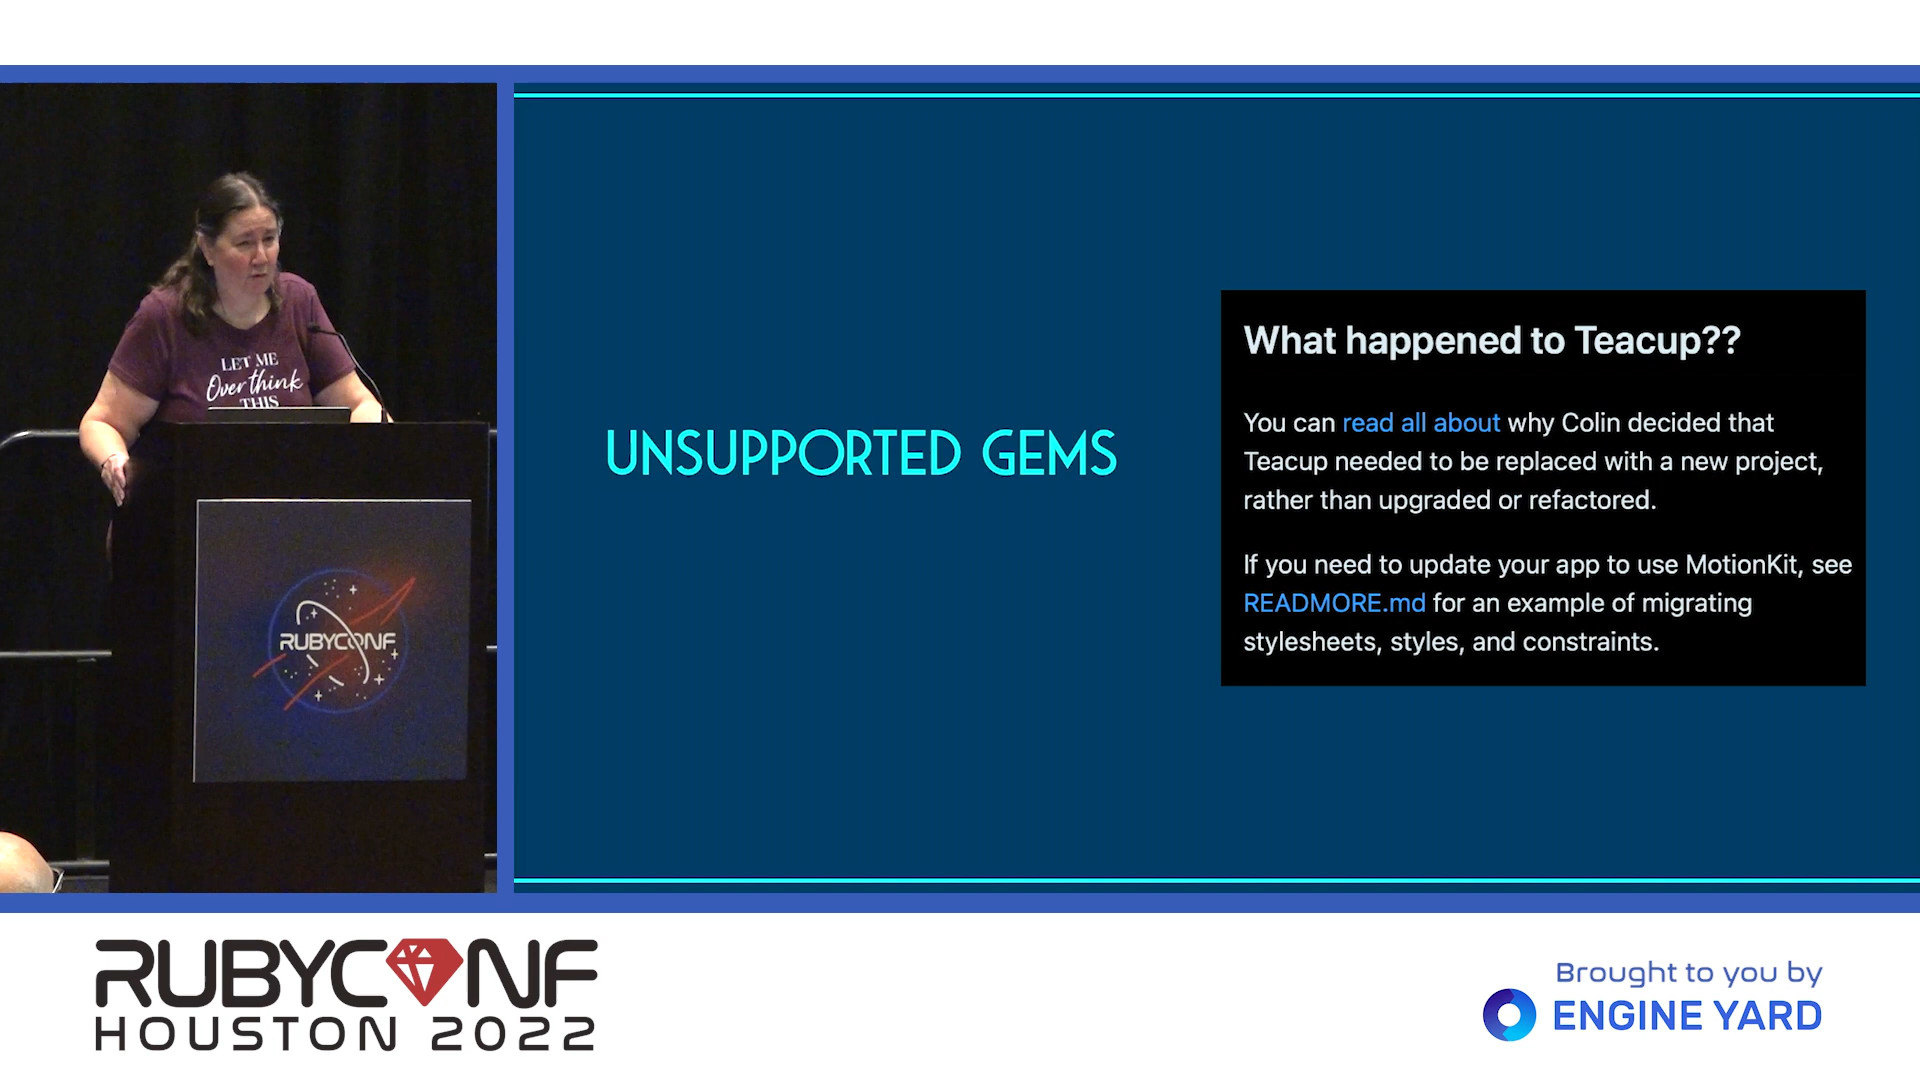 LET ME
Over think
THIS
RUBYCONF
UNSUPPORTED GEMS
What happened to Teacup??
You can read all about why Colin decided that
Teacup needed to be replaced with a new project,
rather than upgraded or refactored.
If you need to update your app to use MotionKit, see
READMORE.md for an example of migrating
stylesheets, styles, and constraints.
RUBYCONF
HOUSTON 2022
Brought to you by
ENGINE YARD